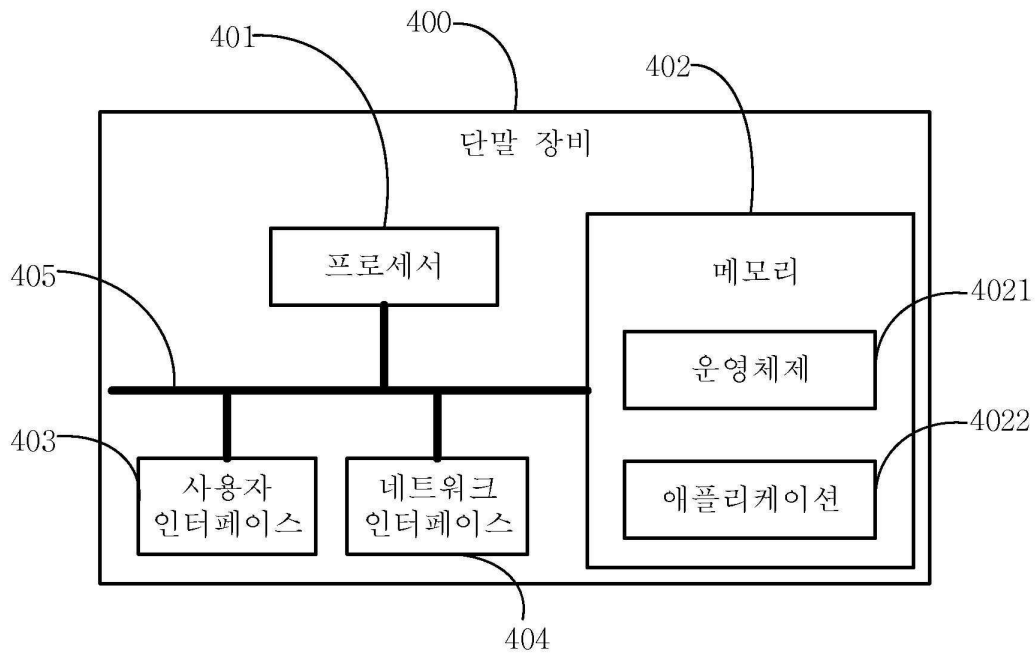 401
400
402
단말 장비
프로세서
메모리
405
4021
운영체제
4022
403
사용자
인터페이스
네트워크
인터페이스
애플리케이션
404